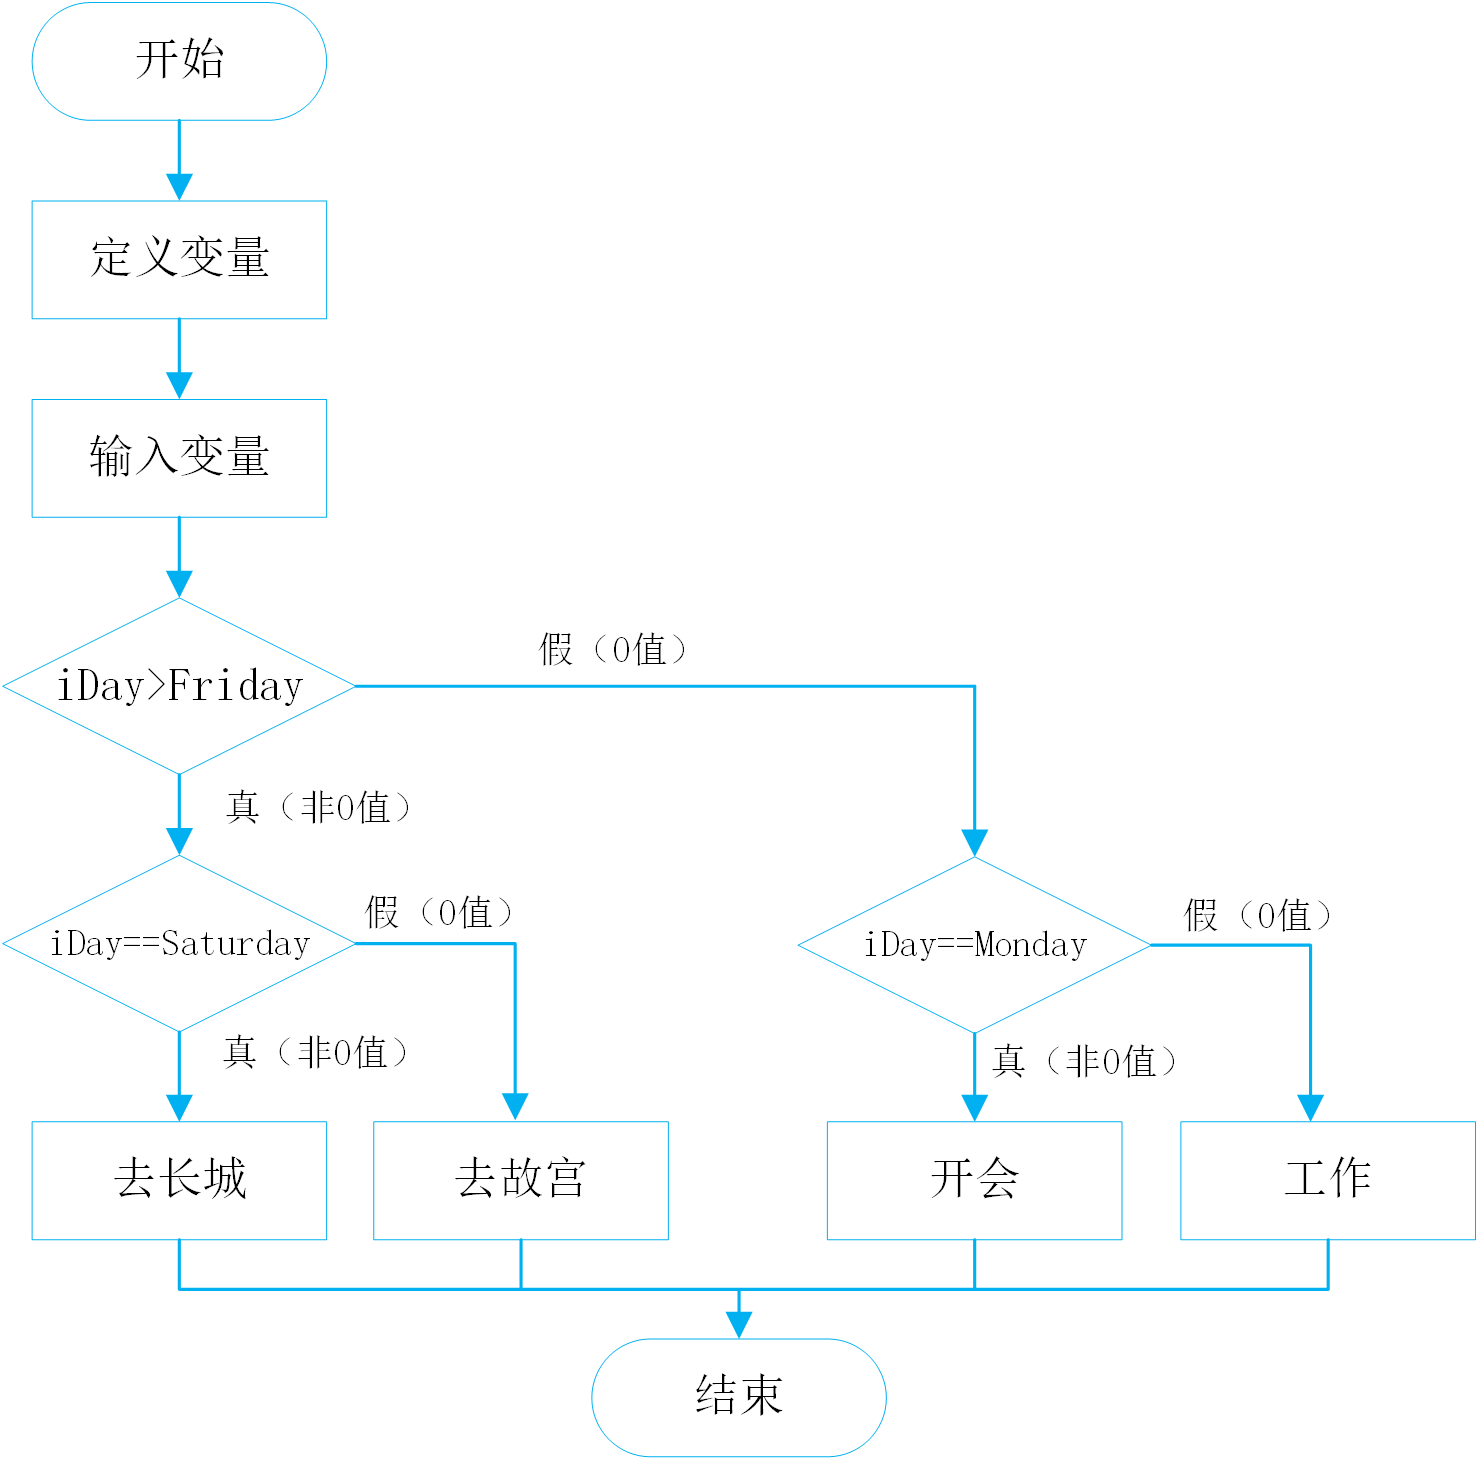 开始
定义变量
输入变量
iDay>Friday
假（0值）
真（非0值）
iDay==Saturday
假（0值）
iDay==Monday
假（0值）
真（非0值）
真（非0值）
去长城
去故宫
开会
工作
结束